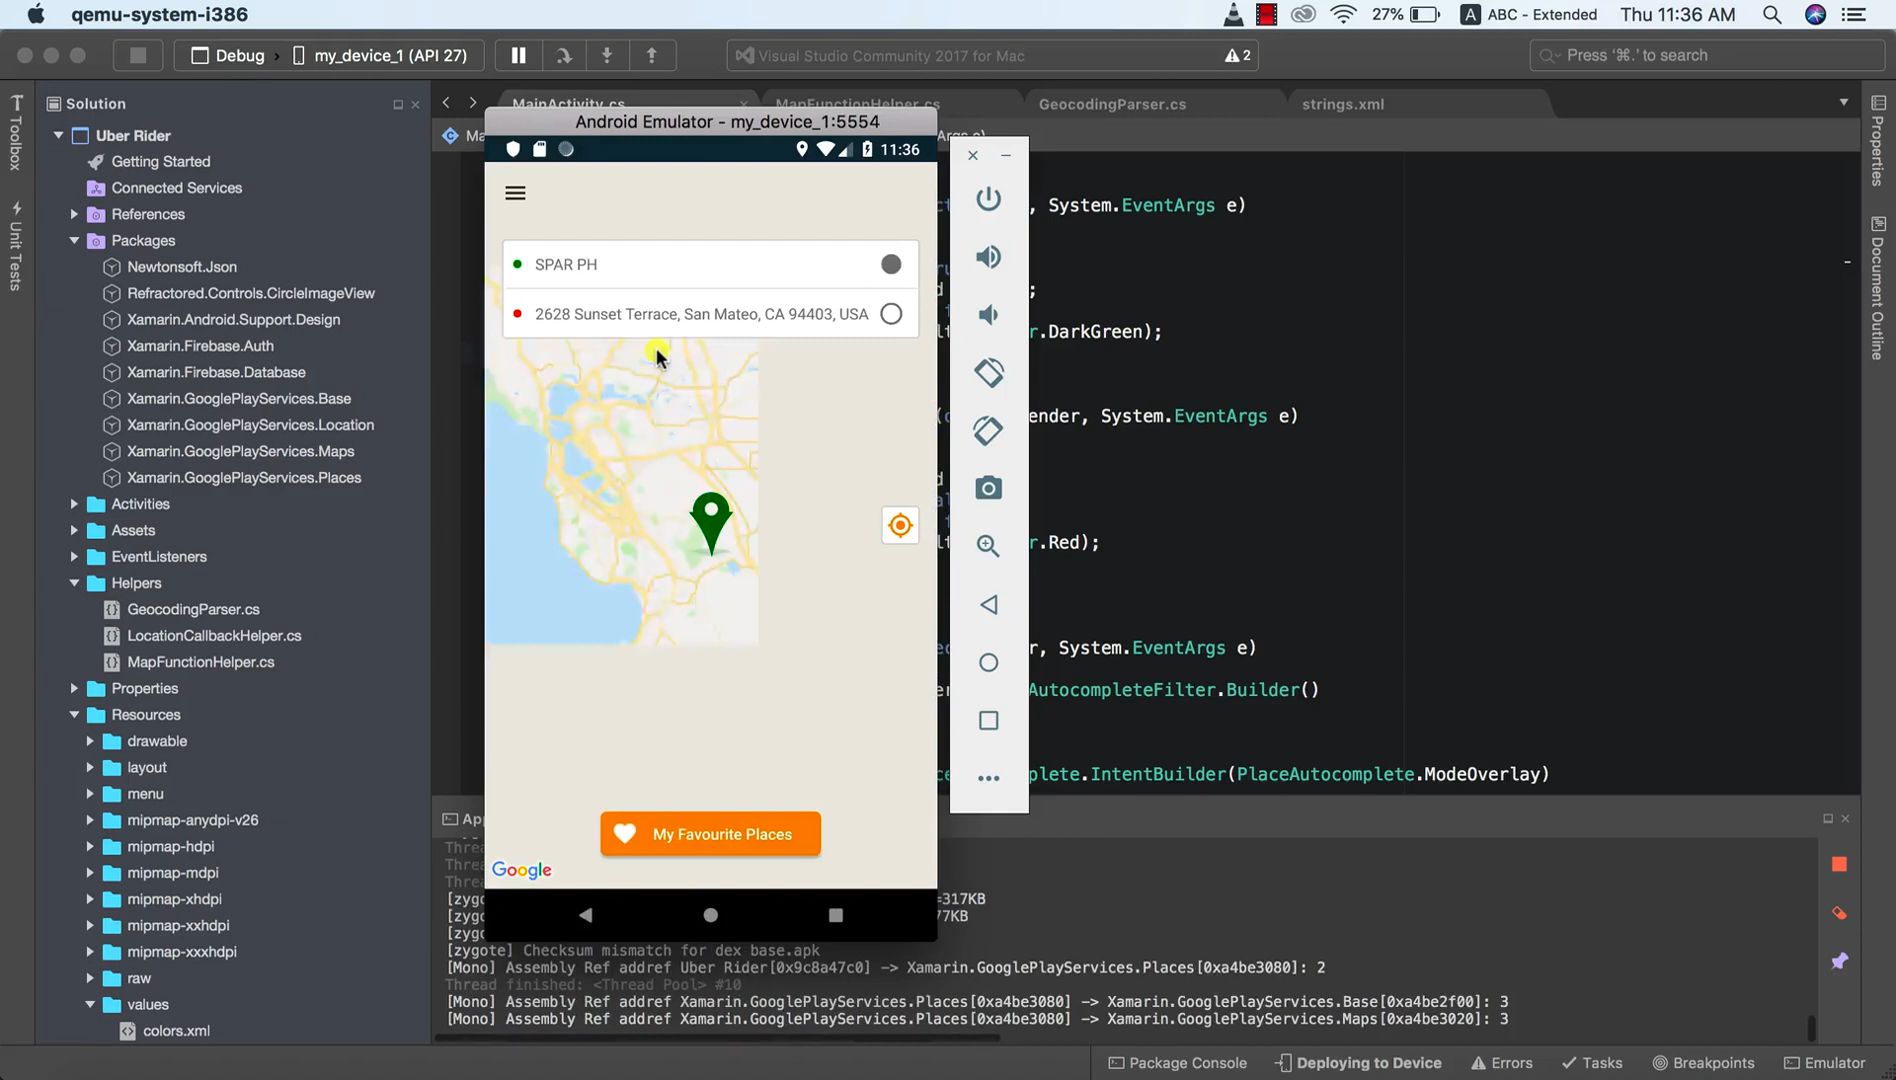 qemu-system-i386
27%
A ABC - Extended
Thu 11:36 AM
Debug
my_device_1 (API 27)
Visual Studio Community 2017 for Mac
2
Press ‘⌘.’ to search
Toolbox
Unit Tests
Solution
Uber Rider
Getting Started
Connected Services
References
Packages
Newtonsoft.Json
Refractored.Controls.CircleImageView
Xamarin.Android.Support.Design
Xamarin.Firebase.Auth
Xamarin.Firebase.Database
Xamarin.GooglePlayServices.Base
Xamarin.GooglePlayServices.Location
Xamarin.GooglePlayServices.Maps
Xamarin.GooglePlayServices.Places
Activities
Assets
EventListeners
Helpers
GeocodingParser.cs
LocationCallbackHelper.cs
MapFunctionHelper.cs
Properties
Resources
drawable
layout
menu
mipmap-anydpi-v26
mipmap-hdpi
mipmap-mdpi
mipmap-xhdpi
mipmap-xxhdpi
mipmap-xxxhdpi
raw
values
colors.xml
MainActivity.cs
MapFunctionHelper.cs
GeocodingParser.cs
strings.xml
Android Emulator - my_device_1:5554
11:36
SPAR PH
2628 Sunset Terrace, San Mateo, CA 94403, USA
My Favourite Places
Google
, System.EventArgs e)
.DarkGreen);
ender, System.EventArgs e)
.Red);
r, System.EventArgs e)
AutocompleteFilter.Builder()
plete.IntentBuilder(PlaceAutocomplete.ModeOverlay)
=317KB
77KB
[zygote] Checksum mismatch for dex base.apk
[Mono] Assembly Ref addref Uber Rider[0x9c8a47c0] -> Xamarin.GooglePlayServices.Places[0xa4be3080]: 2
Thread finished: <Thread Pool> #10
[Mono] Assembly Ref addref Xamarin.GooglePlayServices.Places[0xa4be3080] -> Xamarin.GooglePlayServices.Base[0xa4be2f00]: 3
[Mono] Assembly Ref addref Xamarin.GooglePlayServices.Places[0xa4be3080] -> Xamarin.GooglePlayServices.Maps[0xa4be3020]: 3
Package Console
Deploying to Device
Errors
Tasks
Breakpoints
Emulator
Properties
Document Outline